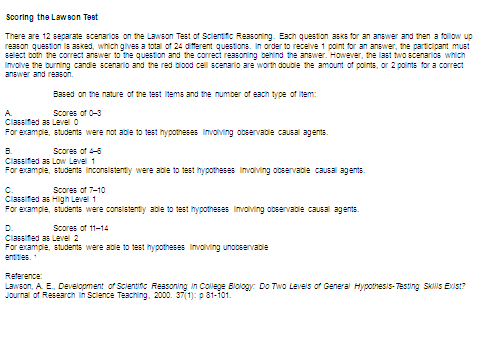 Scoring the Lawson Test
There are 12 separate scenarios on the Lawson Test of Scientific Reasoning. Each question asks for an answer and then a follow up
reason question is asked, which gives a total of 24 different questions. In order to receive 1 point for an answer, the participant must
select both the correct answer to the question and the correct reasoning behind the answer. However, the last two scenarios which
involve the burning candle scenario and the red blood cell scenario are worth double the amount of points, or 2 points for a correct
answer and reason.
Based on the nature of the test items and the number of each type of item:
A. Scores of 0–3
Classified as Level 0
For example, students were not able to test hypotheses involving observable causal agents.
B. Scores of 4–6
Classified as Low Level 1
For example, students inconsistently were able to test hypotheses involving observable causal agents.
C. Scores of 7–10
Classified as High Level 1
For example, students were consistently able to test hypotheses involving observable causal agents.
D. Scores of 11–14
Classified as Level 2
For example, students were able to test hypotheses involving unobservable
entities.
Reference:
Lawson, A. E., Development of Scientific Reasoning in College Biology: Do Two Levels of General Hypothesis-Testing Skills Exist?
Journal of Research in Science Teaching, 2000. 37(1): p 81-101.